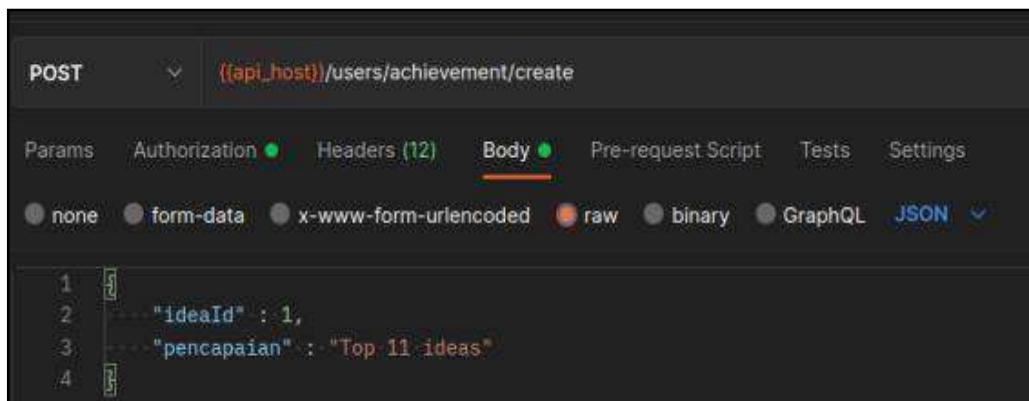 POST {{api_host}}/users/achievement/create
Params Authorization Headers (12) Body Pre-request Script Tests Settings
none form-data x-www-form-urlencoded raw binary GraphQL JSON
1 {
2 "ideaId" : 1,
3 "pencapaian" : "Top 11 ideas"
4 }